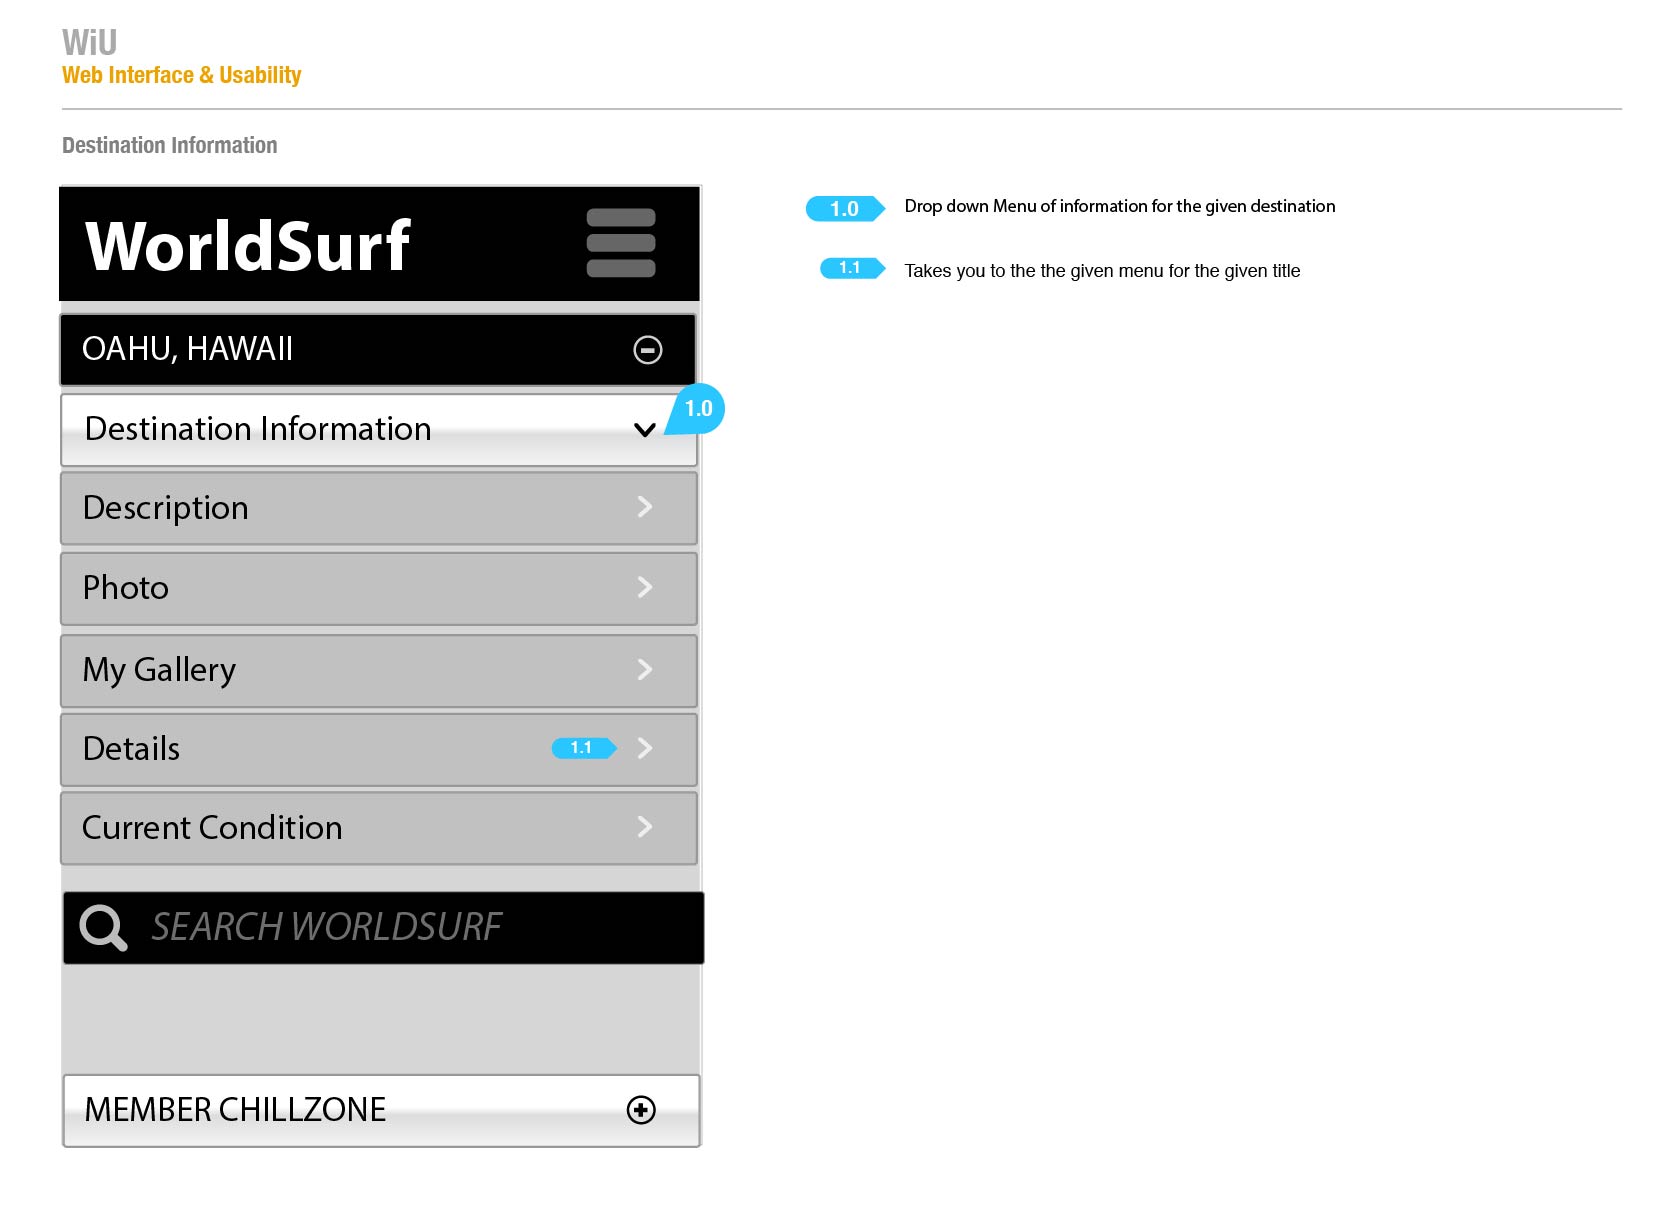 WiU
Web Interface & Usability
Destination Information
WorldSurf
OAHU, HAWAII
Destination Information
1.0
Description
Photo
My Gallery
Details
1.1
Current Condition
SEARCH WORLDSURF
MEMBER CHILLZONE
1.0 Drop down Menu of information for the given destination
1.1 Takes you to the the given menu for the given title